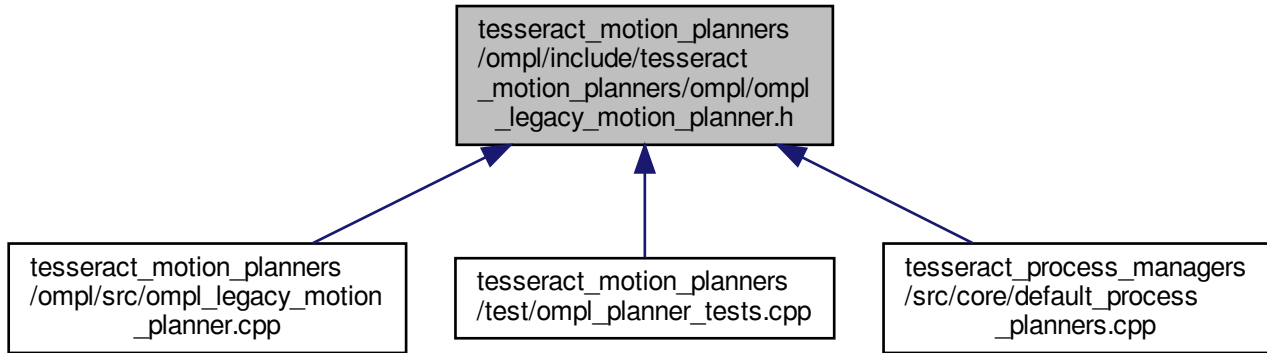 tesseract_motion_planners
/ompl/include/tesseract
_motion_planners/ompl/ompl
_legacy_motion_planner.h
tesseract_motion_planners
/ompl/src/ompl_legacy_motion
_planner.cpp
tesseract_motion_planners
/test/ompl_planner_tests.cpp
tesseract_process_managers
/src/core/default_process
_planners.cpp